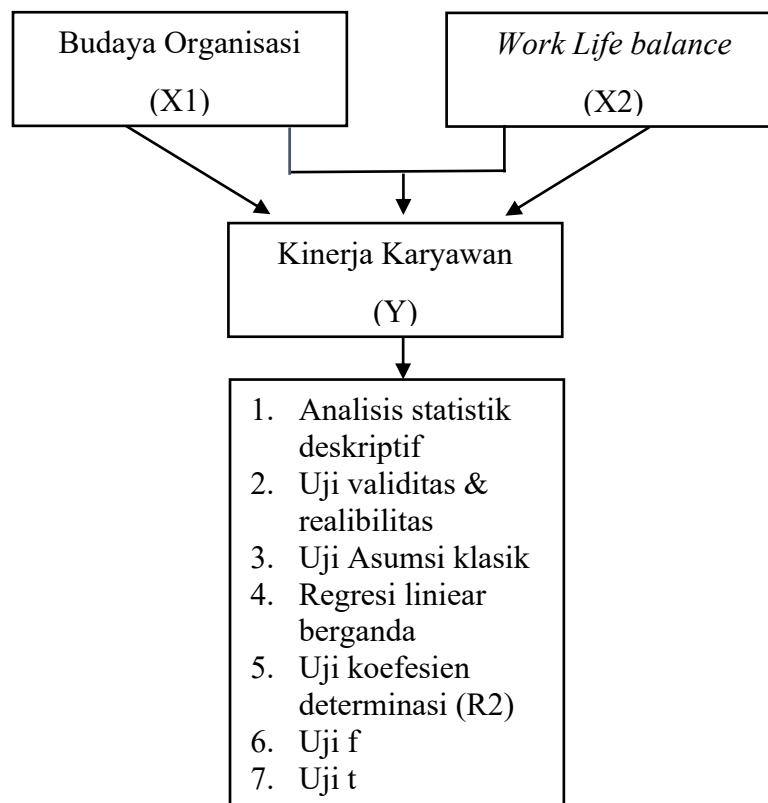 Budaya Organisasi
(X1)
Work Life balance
(X2)
Kinerja Karyawan
(Y)
1. Analisis statistik
deskriptif
2. Uji validitas &
realibilitas
3. Uji Asumsi klasik
4. Regresi liniear
berganda
5. Uji koefesien
determinasi (R2)
6. Uji f
7. Uji t